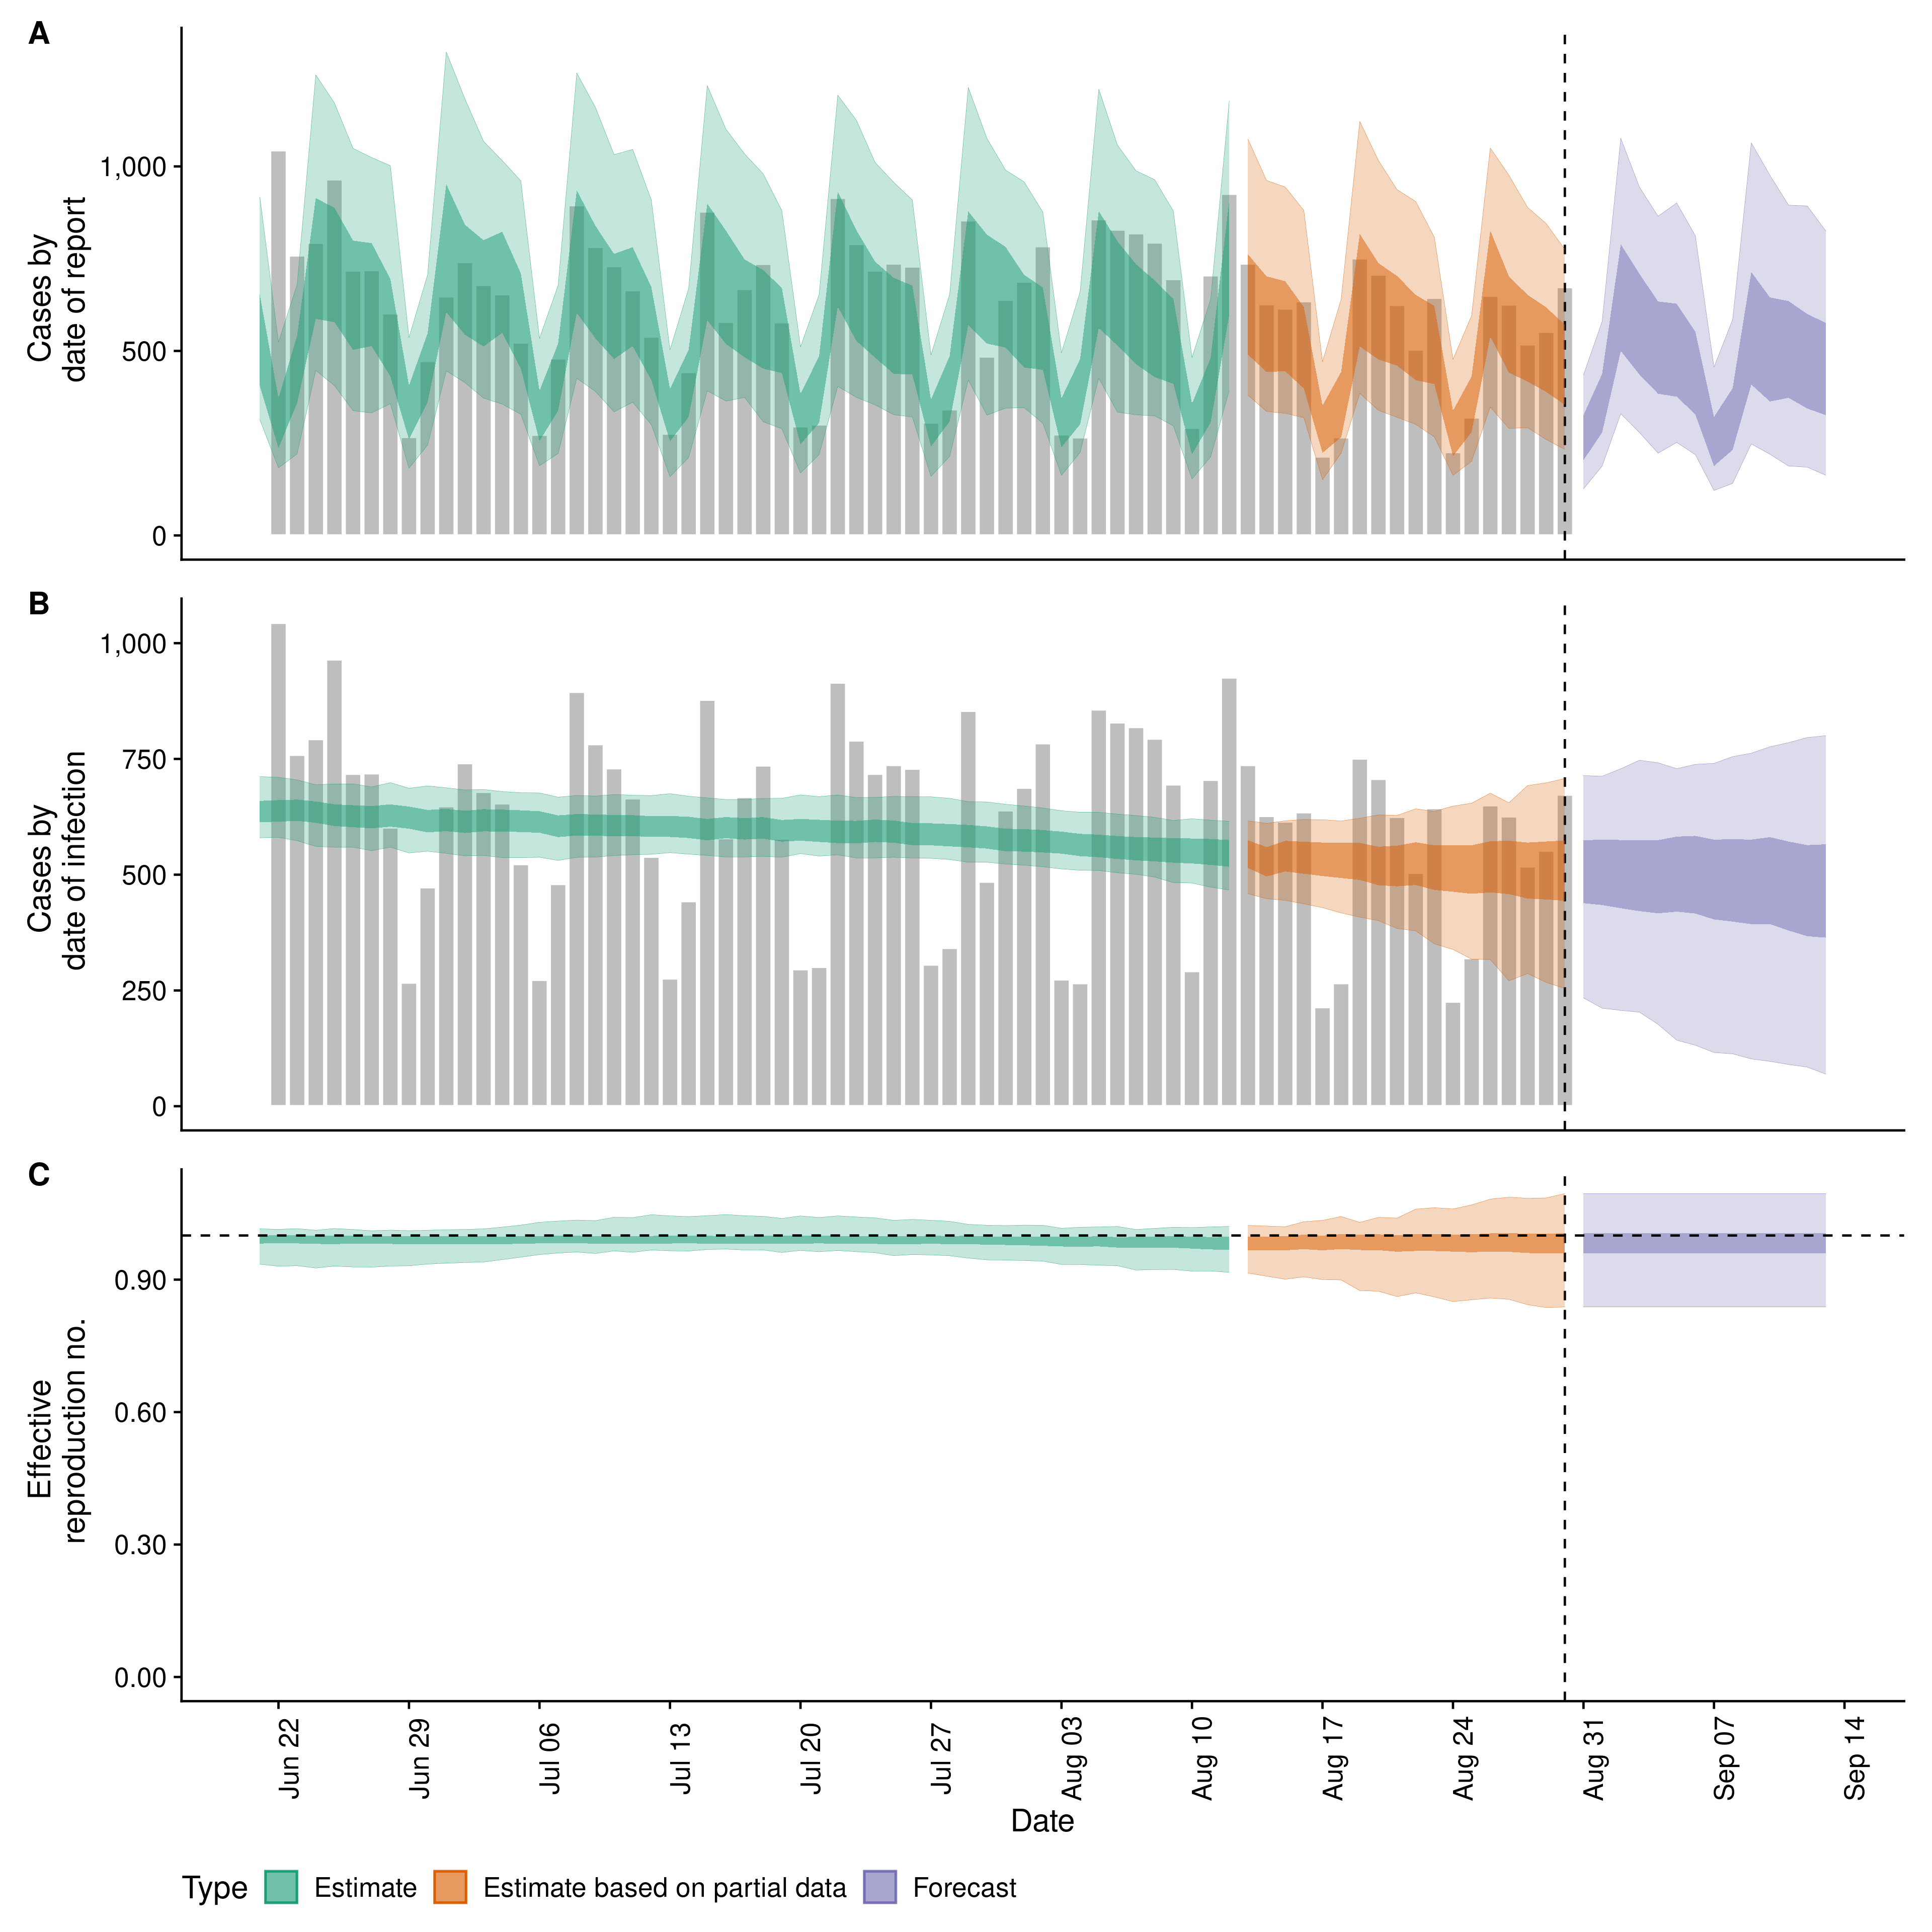 A
Cases by
date of report
1,000
500
0
B
Cases by
date of infection
1,000
750
500
250
0
C
Effective
reproduction no.
0.90
0.60
0.30
0.00
Jun 22
Jun 29
Jul 06
Jul 13
Jul 20
Jul 27
Aug 03
Aug 10
Aug 17
Aug 24
Aug 31
Sep 07
Sep 14
Date
Type
Estimate
Estimate based on partial data
Forecast